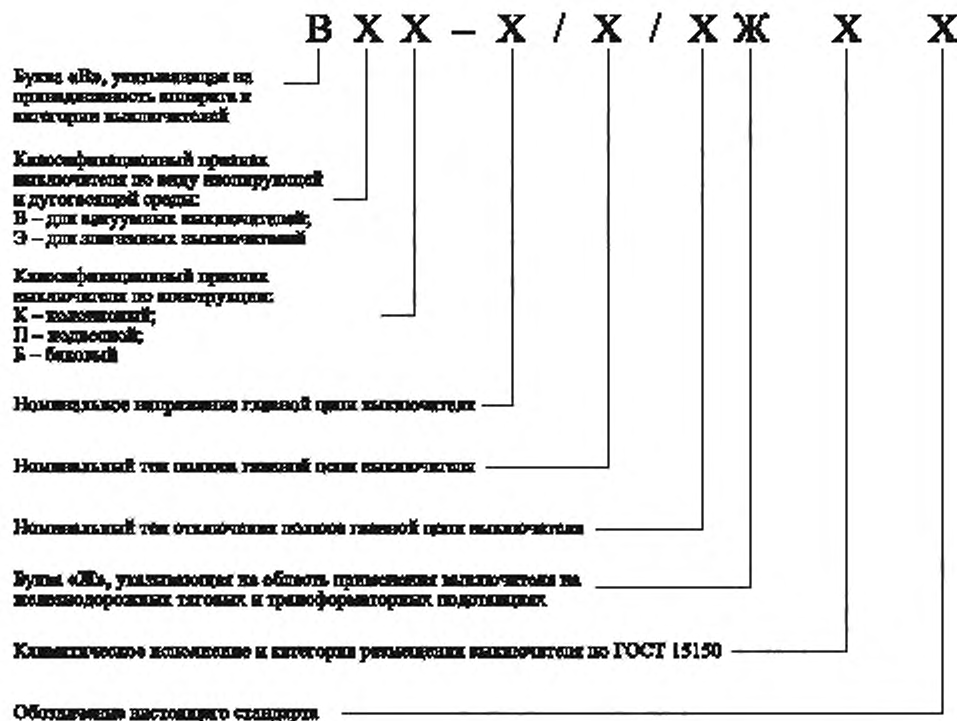 В Х Х – Х / Х / Х Ж Х Х
Буква «В», указывающая на
принадлежность аппарата к
категории выключателей
Классификационный признак
выключателя по виду изолирующей
и дугогасящей среды:
В – для вакуумных выключателей;
Э – для элегазовых выключателей
Классификационный признак
выключателя по конструкции:
К – колонковый;
П – подвесной;
Б – баковый
Номинальное напряжение главной цепи выключателя
Номинальный ток полюса главной цепи выключателя
Номинальный ток отключения полюса главной цепи выключателя
Буква «Ж», указывающая на область применения выключателя на
железнодорожных тяговых и трансформаторных подстанциях
Климатическое исполнение и категория размещения выключателя по ГОСТ 15150
Обозначение настоящего стандарта